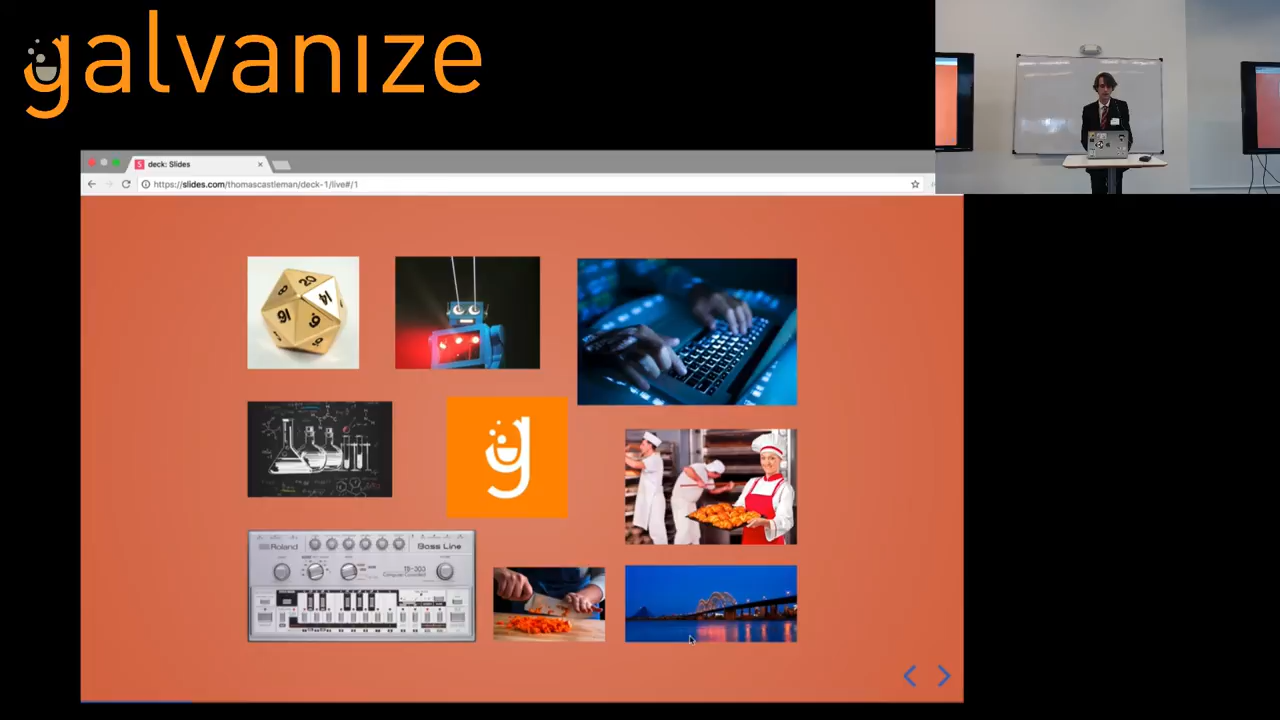 galvanize
deck: Slides
https://slides.com/thomascastleman/deck-1/live#/1
20
8
14
16
9
g
Roland
Bass Line
TB-303
Computer Controlled